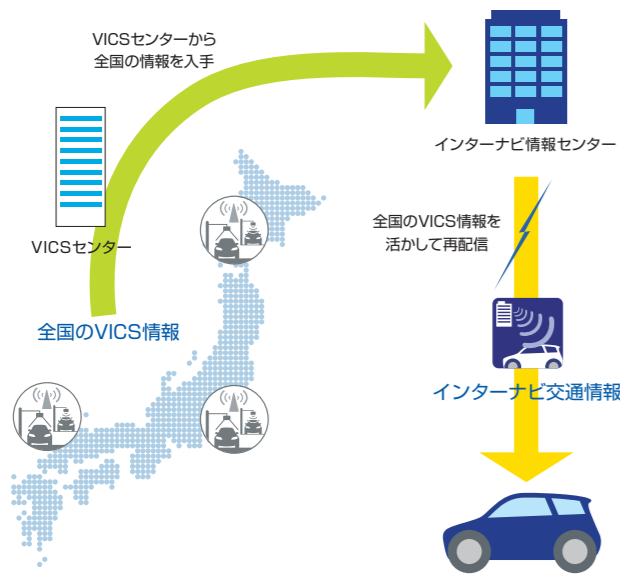 VICSセンターから
全国の情報を入手
インターナビ情報センター
VICSセンター
全国のVICS情報を
活かして再配信
全国のVICS情報
インターナビ交通情報